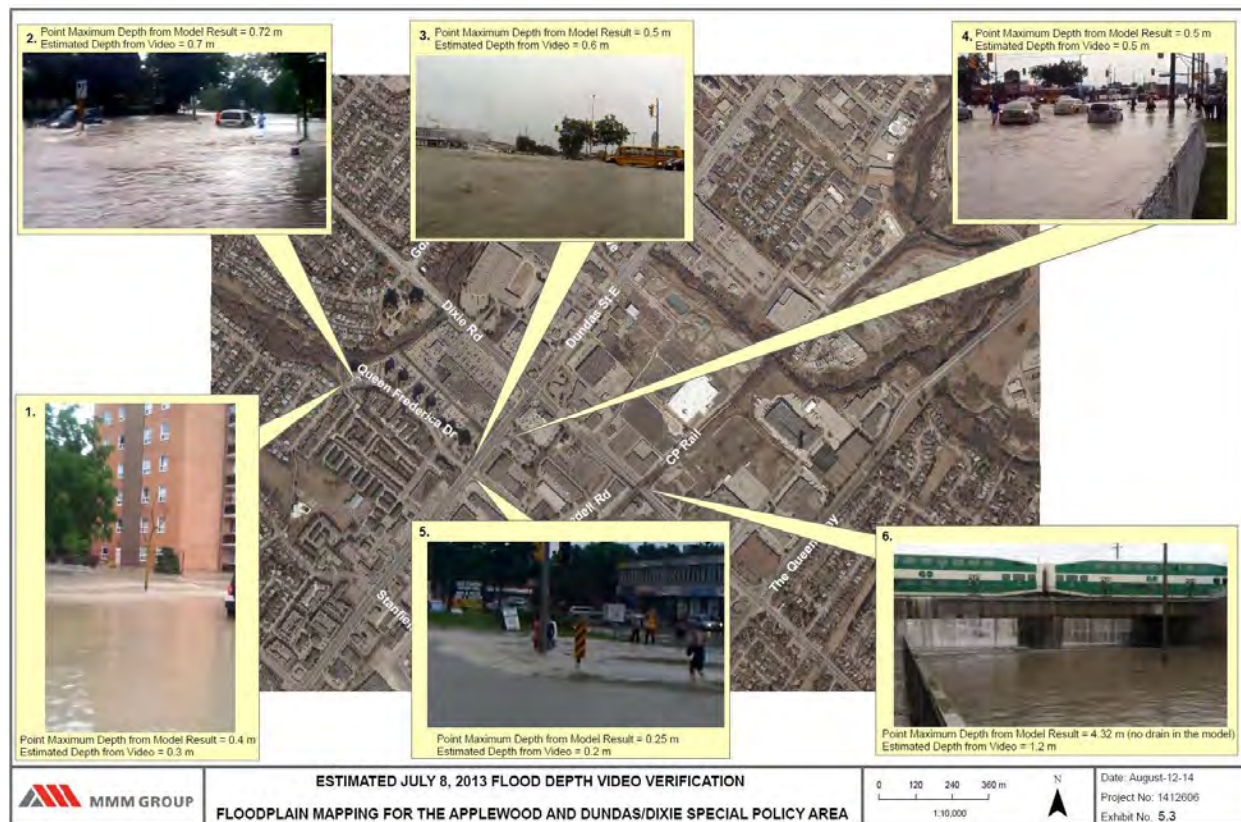 2. Point Maximum Depth from Model Result = 0.72 m
Estimated Depth from Video = 0.7 m
3. Point Maximum Depth from Model Result = 0.5 m
Estimated Depth from Video = 0.6 m
4. Point Maximum Depth from Model Result = 0.5 m
Estimated Depth from Video = 0.5 m
Dixie Rd
Dundas St E
Queen Frederica Dr
CP Rail
The Queen
Stanfie
1.
Point Maximum Depth from Model Result = 0.4 m
Estimated Depth from Video = 0.3 m
5.
Point Maximum Depth from Model Result = 0.25 m
Estimated Depth from Video = 0.2 m
6.
GO
Point Maximum Depth from Model Result = 4.32 m (no drain in the model)
Estimated Depth from Video = 1.2 m
MMM GROUP
ESTIMATED JULY 8, 2013 FLOOD DEPTH VIDEO VERIFICATION
FLOODPLAIN MAPPING FOR THE APPLEWOOD AND DUNDAS/DIXIE SPECIAL POLICY AREA
0 120 240 360 m
1:10,000
N
Date: August-12-14
Project No: 1412606
Exhibit No. 5.3